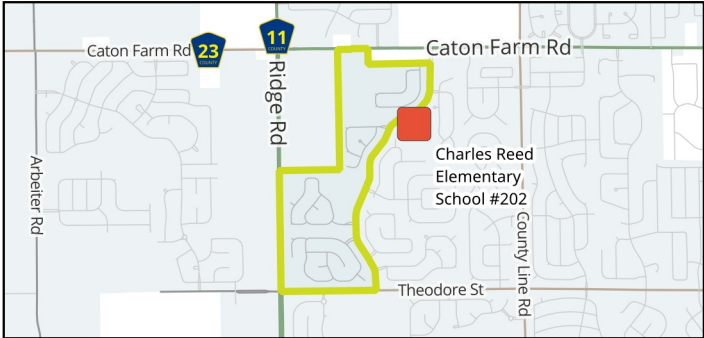 Caton Farm Rd
23
COUNTY
11
COUNTY
Caton Farm Rd
Ridge Rd
Arbeiter Rd
Charles Reed
Elementary
School #202
County Line Rd
Theodore St